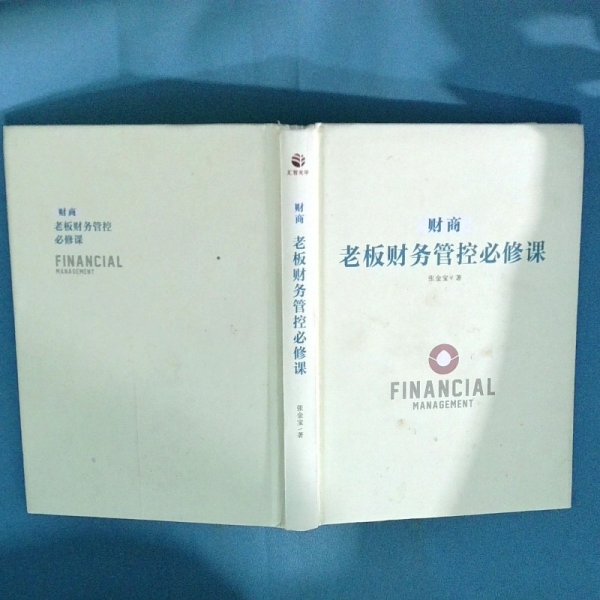 财商
老板财务管控
必修课
FINANCIAL
MANAGEMENT
财商
老板财务管控必修课
张金宝/著
财商
老板财务管控必修课
张金宝 著
FINANCIAL
MANAGEMENT